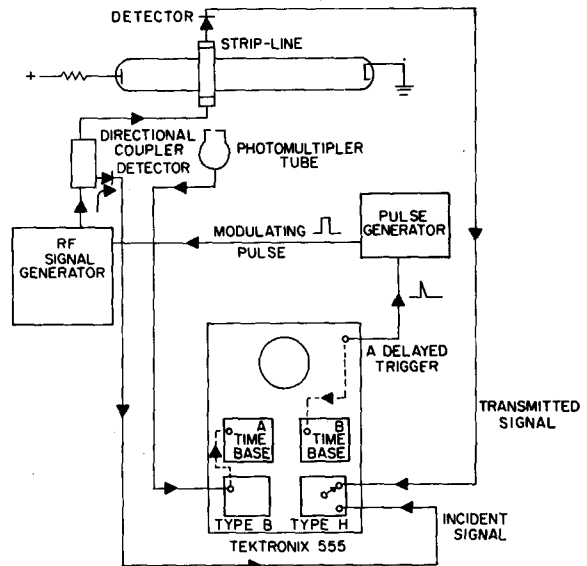 DETECTOR
STRIP-LINE
+
DIRECTIONAL
COUPLER
DETECTOR
PHOTOMULTIPLER
TUBE
RF
SIGNAL
GENERATOR
MODULATING
PULSE
PULSE
GENERATOR
A DELAYED
TRIGGER
TRANSMITTED
SIGNAL
A
TIME
BASE
B
TIME
BASE
TYPE B
TYPE H
INCIDENT
SIGNAL
TEKTRONIX 555